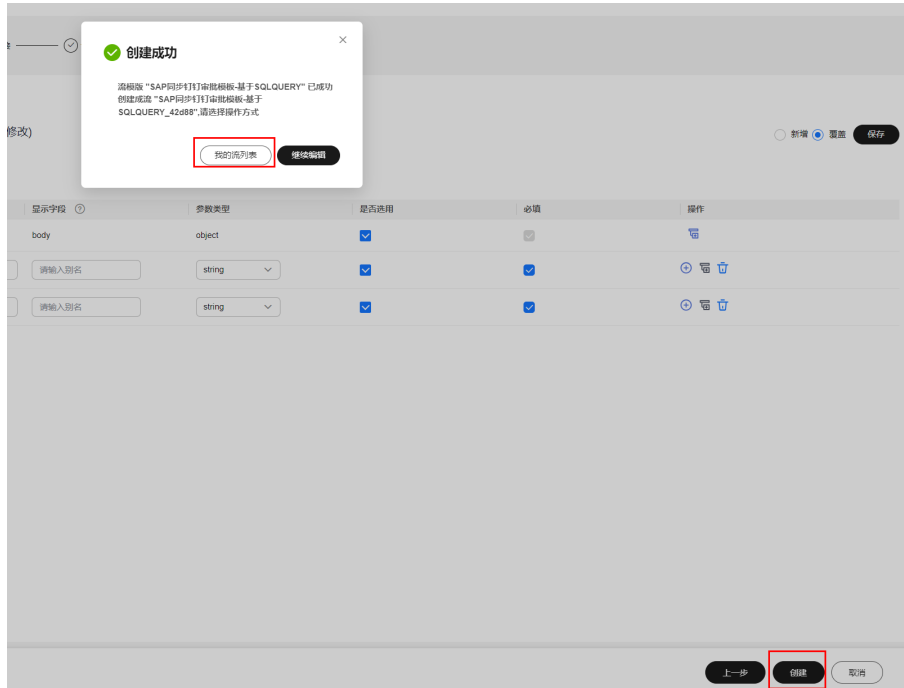 创建成功
流模版 "SAP同步钉钉审批模板-基于SQLQUERY" 已成功
创建成流 "SAP同步钉钉审批模板-基于
SQLQUERY_42d88",请选择操作方式
我的流列表 继续编辑
修改)
新增 覆盖 保存
显示字段 ? 参数类型 是否选用 必填 操作
body object
请输入别名 string
请输入别名 string
上一步 创建 取消